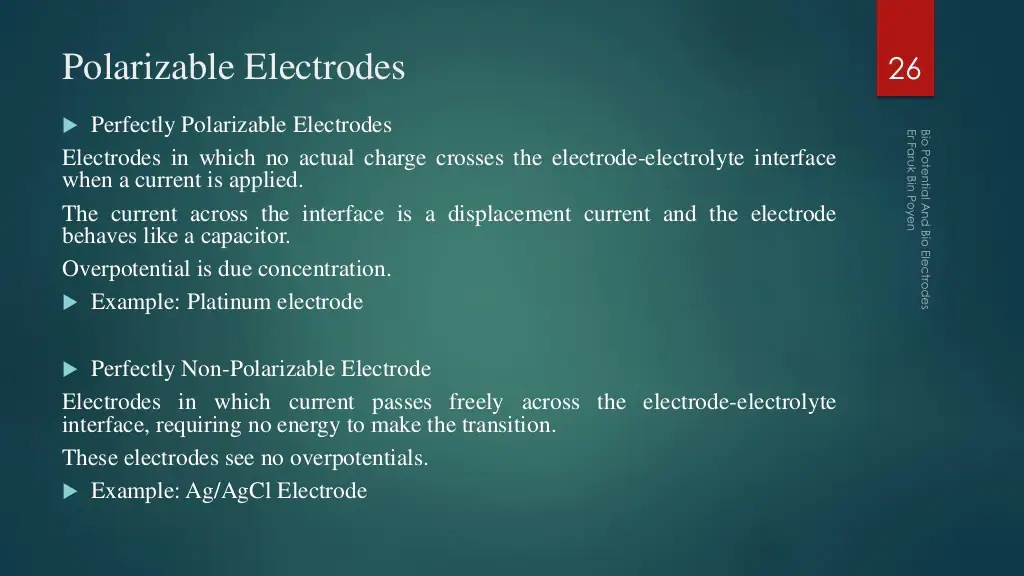 Polarizable Electrodes
26
Perfectly Polarizable Electrodes
Electrodes in which no actual charge crosses the electrode-electrolyte interface
when a current is applied.
The current across the interface is a displacement current and the electrode
behaves like a capacitor.
Overpotential is due concentration.
Example: Platinum electrode
Perfectly Non-Polarizable Electrode
Electrodes in which current passes freely across the electrode-electrolyte
interface, requiring no energy to make the transition.
These electrodes see no overpotentials.
Example: Ag/AgCl Electrode
Bio Potential And Bio Electrodes
Er Faruk Bin Poyen